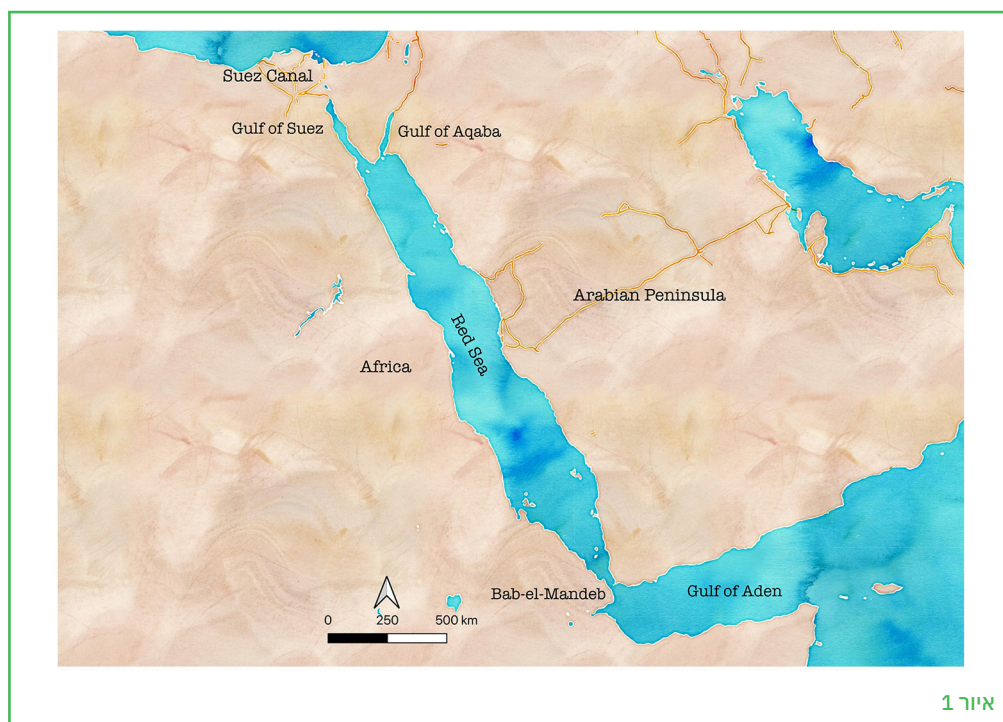 Suez Canal
Gulf of Suez
Gulf of Aqaba
Arabian Peninsula
Red Sea
Africa
Bab-el-Mandeb
Gulf of Aden
0 250 500 km
איור 1